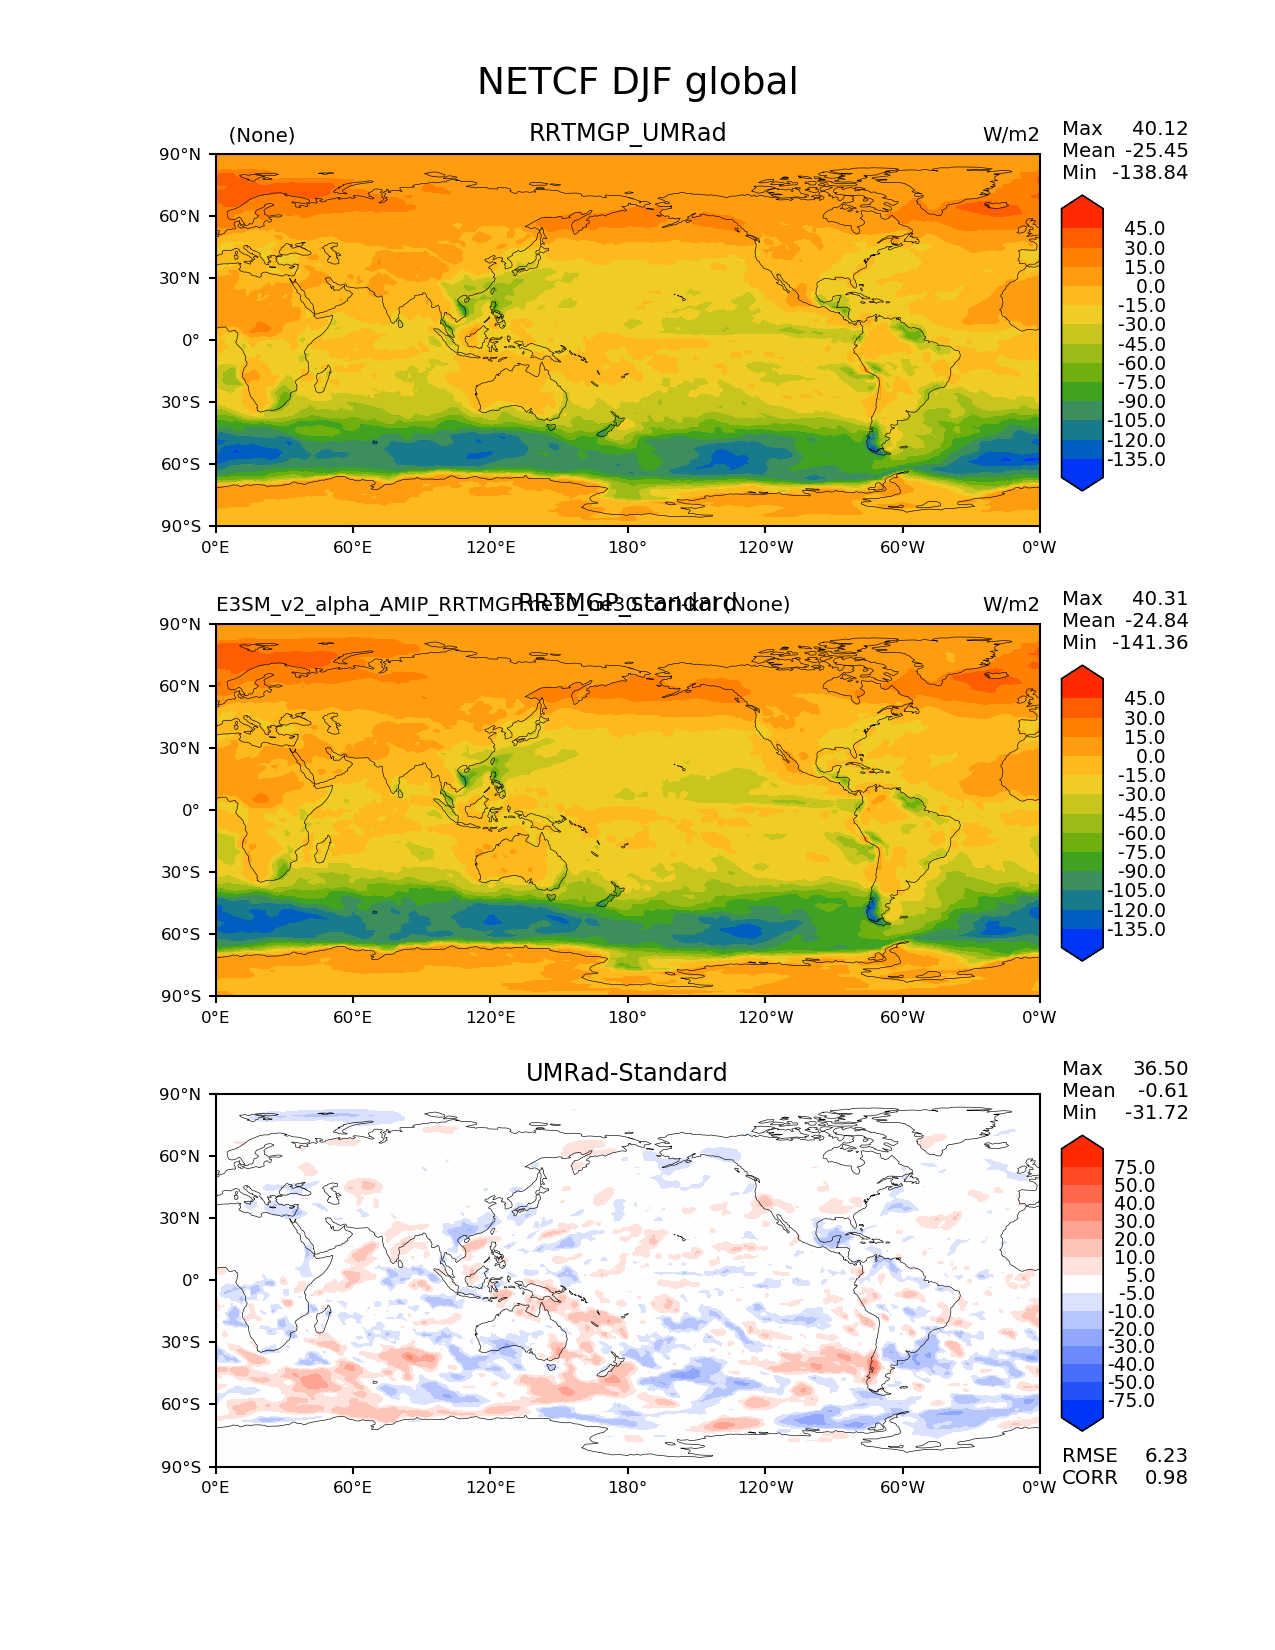 NETCF DJF global
(None) RRTMGP_UMRad W/m2
Max 40.12
Mean -25.45
Min -138.84
90°N
60°N
30°N
0°
30°S
60°S
90°S
0°E 60°E 120°E 180° 120°W 60°W 0°W
45.0
30.0
15.0
0.0
-15.0
-30.0
-45.0
-60.0
-75.0
-90.0
-105.0
-120.0
-135.0
RRTMGP_standard
(None) W/m2
Max 40.31
Mean -24.84
Min -141.36
90°N
60°N
30°N
0°
30°S
60°S
90°S
0°E 60°E 120°E 180° 120°W 60°W 0°W
45.0
30.0
15.0
0.0
-15.0
-30.0
-45.0
-60.0
-75.0
-90.0
-105.0
-120.0
-135.0
UMRad-Standard
Max 36.50
Mean -0.61
Min -31.72
90°N
60°N
30°N
0°
30°S
60°S
90°S
0°E 60°E 120°E 180° 120°W 60°W 0°W
75.0
50.0
40.0
30.0
20.0
10.0
5.0
-5.0
-10.0
-20.0
-30.0
-40.0
-50.0
-75.0
RMSE 6.23
CORR 0.98